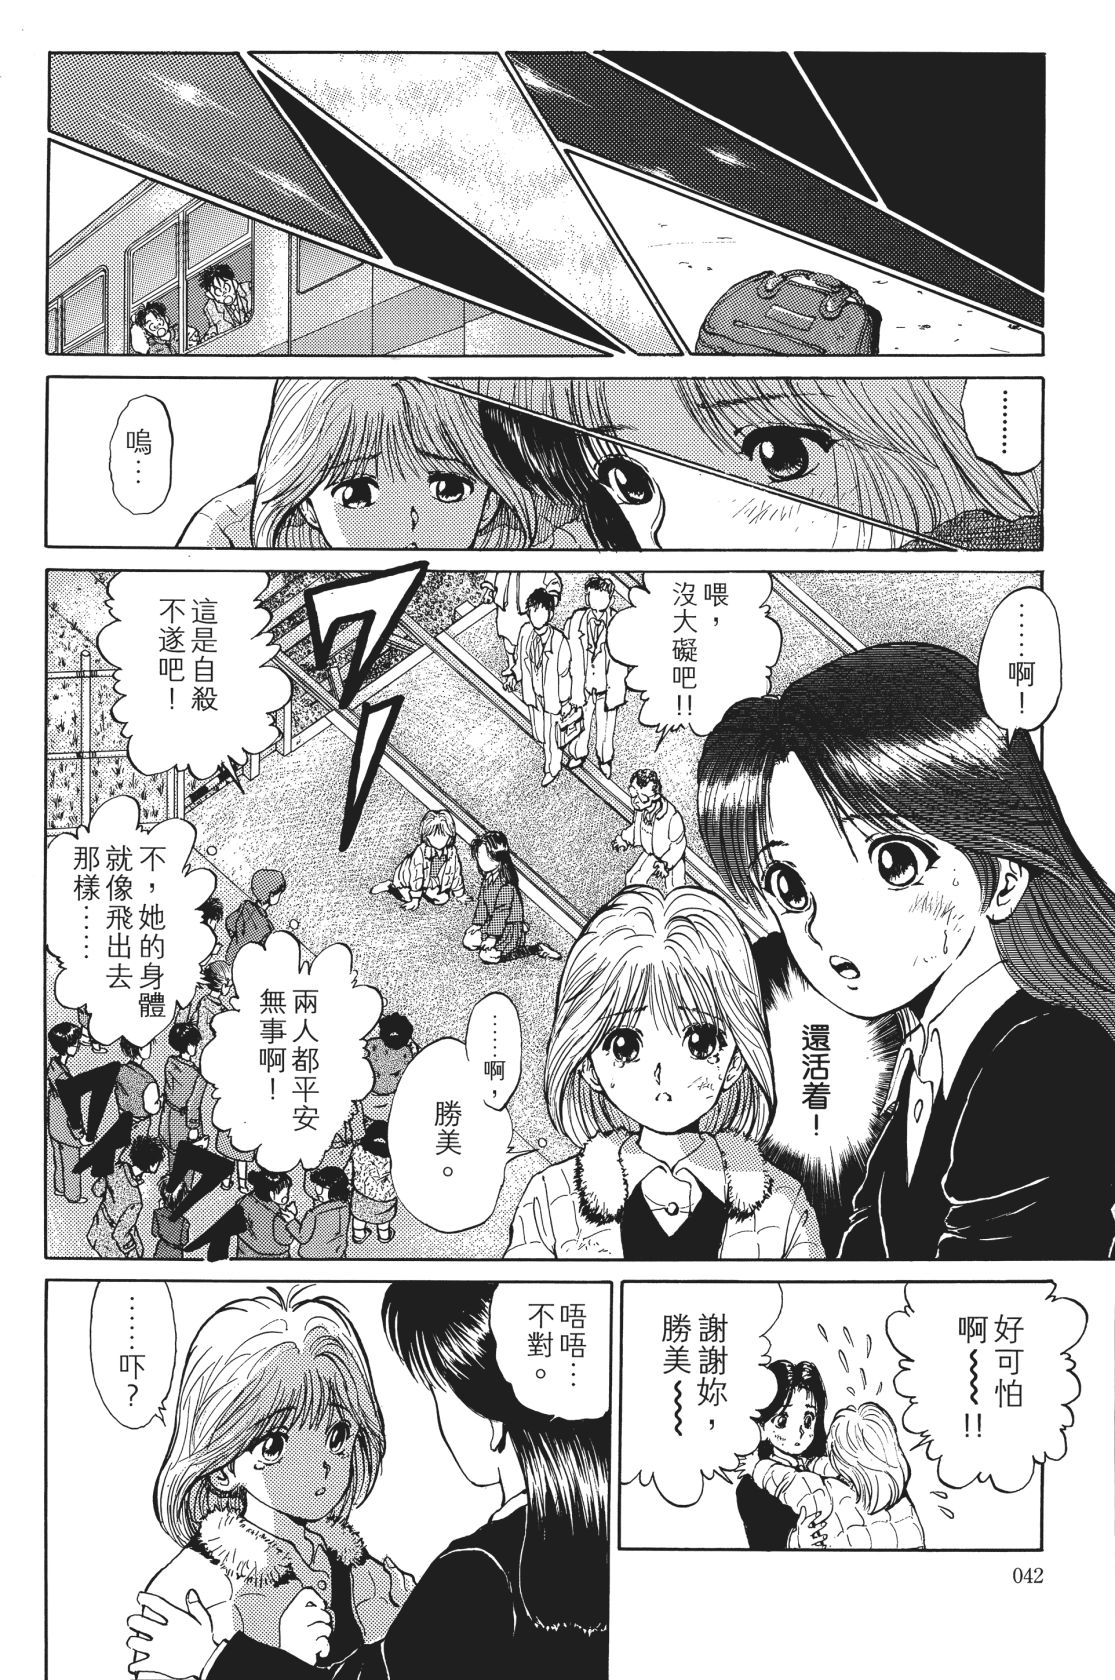 ………
嗚…
……啊！
喂，
沒大礙吧!!
這是自殺
不遂吧！
ワッ
不，她的身體
就像飛出去
那樣……
兩人都平安
無事啊！
還活着！
……啊，
勝美。
好可怕
啊~~!!
謝謝妳，
勝美~~
唔唔…
不對。
……吓?
042